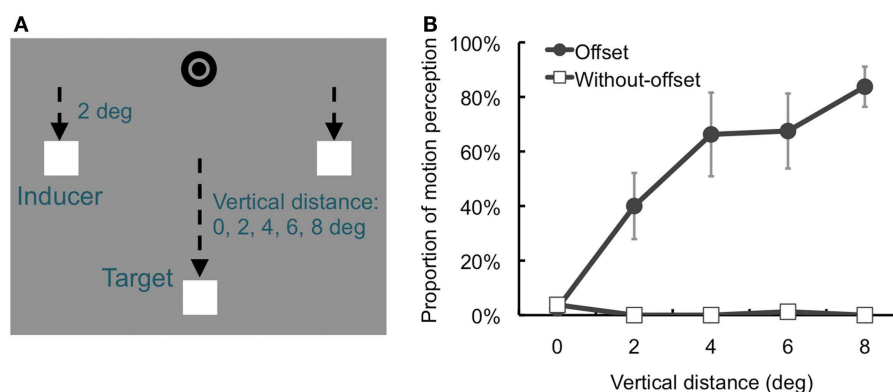 A
2 deg
Inducer
Vertical distance:
0, 2, 4, 6, 8 deg
Target
B
Proportion of motion perception
100%
80%
60%
40%
20%
0%
Offset
Without-offset
0 2 4 6 8
Vertical distance (deg)